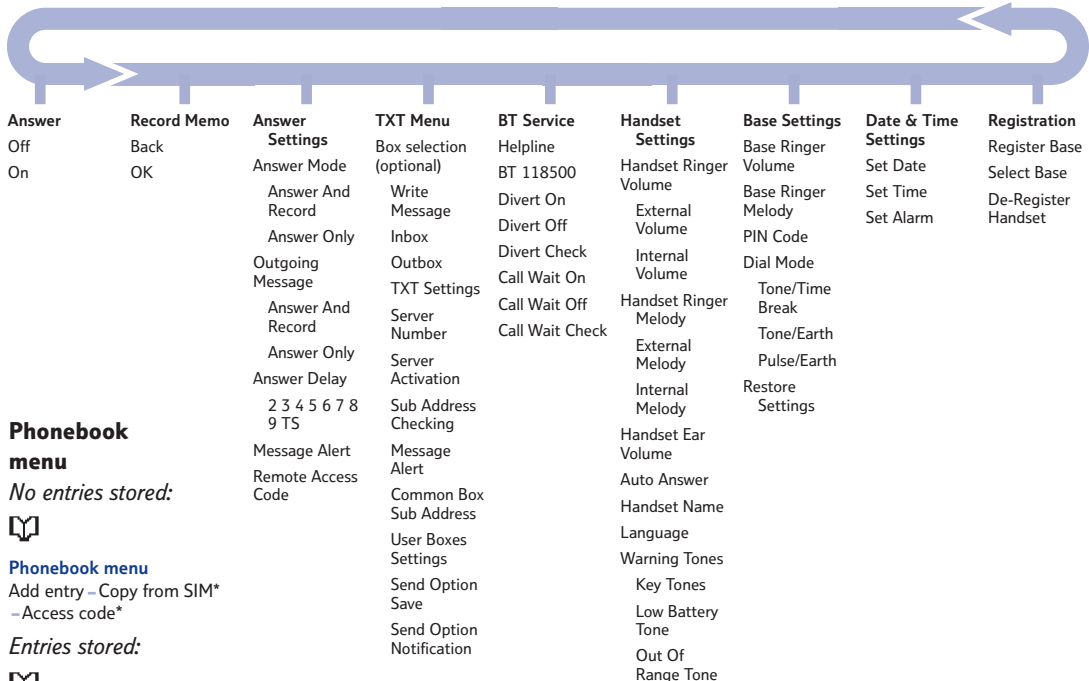 Answer
Off
On
Record Memo
Back
OK
Answer
Settings
Answer Mode
Answer And
Record
Answer Only
Outgoing
Message
Answer And
Record
Answer Only
Answer Delay
2 3 4 5 6 7 8
9 TS
Message Alert
Remote Access
Code
TXT Menu
Box selection
(optional)
Write
Message
Inbox
Outbox
TXT Settings
Server
Number
Server
Activation
Sub Address
Checking
Message
Alert
Common Box
Sub Address
User Boxes
Settings
Send Option
Save
Send Option
Notification
BT Service
Helpline
BT 118500
Divert On
Divert Off
Divert Check
Call Wait On
Call Wait Off
Call Wait Check
Handset
Settings
Handset Ringer
Volume
External
Volume
Internal
Volume
Handset Ringer
Melody
External
Melody
Internal
Melody
Handset Ear
Volume
Auto Answer
Handset Name
Language
Warning Tones
Key Tones
Low Battery
Tone
Out Of
Range Tone
Base Settings
Base Ringer
Volume
Base Ringer
Melody
PIN Code
Dial Mode
Tone/Time
Break
Tone/Earth
Pulse/Earth
Restore
Settings
Date & Time
Settings
Set Date
Set Time
Set Alarm
Registration
Register Base
Select Base
De-Register
Handset
Phonebook
menu
No entries stored:
Phonebook menu
Add entry – Copy from SIM*
– Access code*
Entries stored: